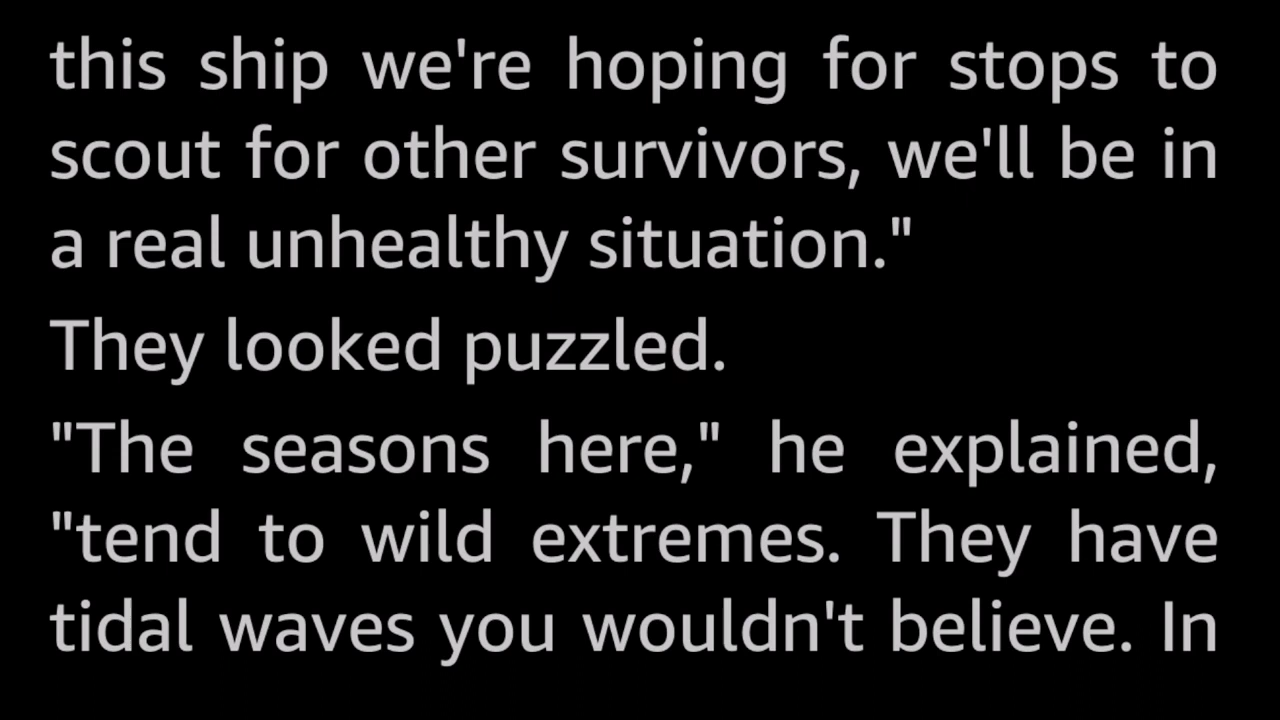 this ship we're hoping for stops to
scout for other survivors, we'll be in
a real unhealthy situation."
They looked puzzled.
"The seasons here," he explained,
"tend to wild extremes. They have
tidal waves you wouldn't believe. In